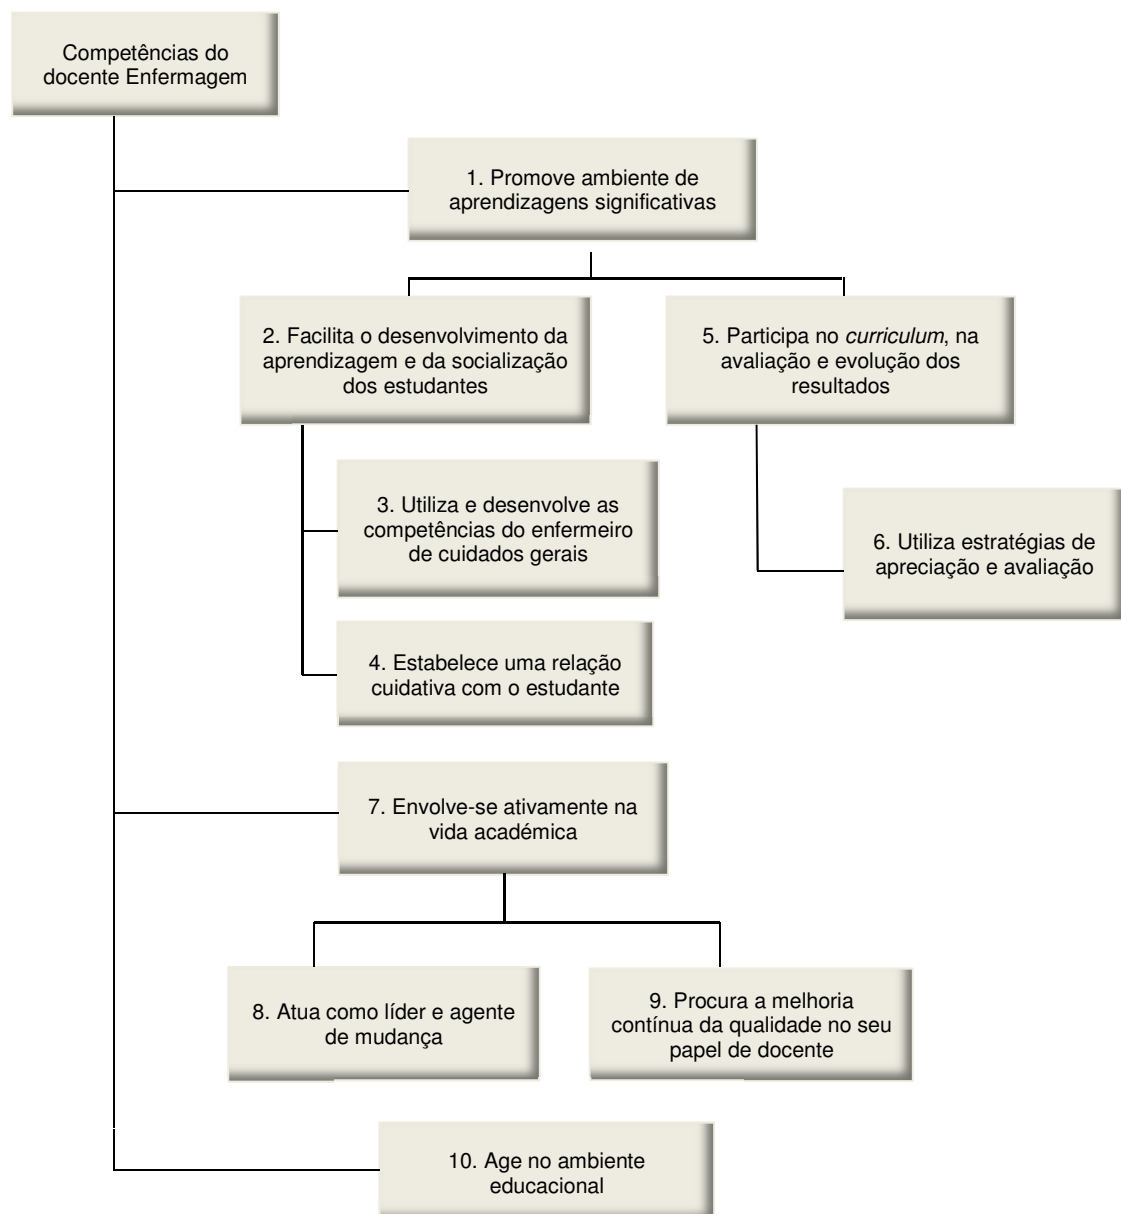 Competências do
docente Enfermagem
1. Promove ambiente de
aprendizagens significativas
2. Facilita o desenvolvimento da
aprendizagem e da socialização
dos estudantes
5. Participa no curriculum, na
avaliação e evolução dos
resultados
3. Utiliza e desenvolve as
competências do enfermeiro
de cuidados gerais
6. Utiliza estratégias de
apreciação e avaliação
4. Estabelece uma relação
cuidativa com o estudante
7. Envolve-se ativamente na
vida académica
8. Atua como líder e agente
de mudança
9. Procura a melhoria
contínua da qualidade no seu
papel de docente
10. Age no ambiente
educacional